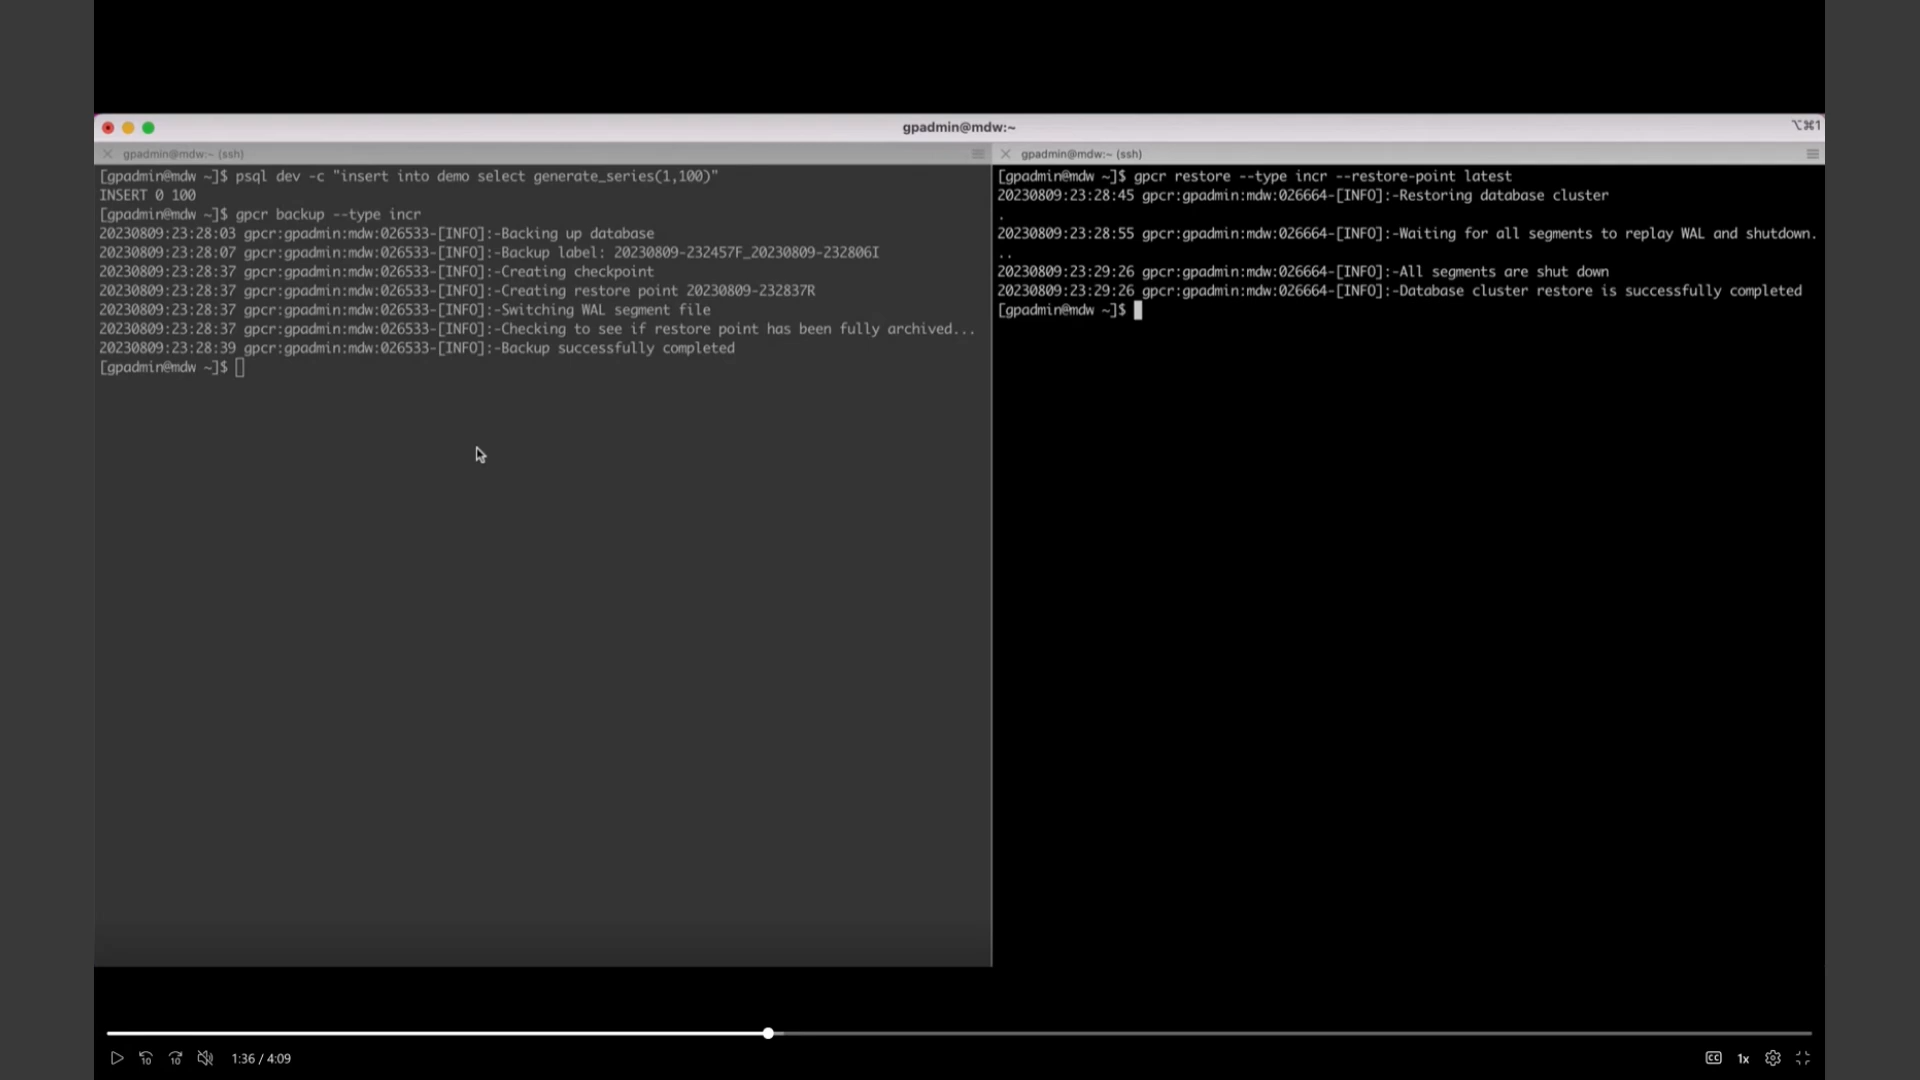 gpadmin@mdw:~
⌥⌘1
gpadmin@mdw:~ (ssh)
[gpadmin@mdw ~]$ psql dev -c "insert into demo select generate_series(1,100)"
INSERT 0 100
[gpadmin@mdw ~]$ gpcr backup --type incr
20230809:23:28:03 gpcr:gpadmin:mdw:026533-[INFO]:-Backing up database
20230809:23:28:07 gpcr:gpadmin:mdw:026533-[INFO]:-Backup label: 20230809-232457F_20230809-232806I
20230809:23:28:37 gpcr:gpadmin:mdw:026533-[INFO]:-Creating checkpoint
20230809:23:28:37 gpcr:gpadmin:mdw:026533-[INFO]:-Creating restore point 20230809-232837R
20230809:23:28:37 gpcr:gpadmin:mdw:026533-[INFO]:-Switching WAL segment file
20230809:23:28:37 gpcr:gpadmin:mdw:026533-[INFO]:-Checking to see if restore point has been fully archived...
20230809:23:28:39 gpcr:gpadmin:mdw:026533-[INFO]:-Backup successfully completed
[gpadmin@mdw ~]$
gpadmin@mdw:~ (ssh)
[gpadmin@mdw ~]$ gpcr restore --type incr --restore-point latest
20230809:23:28:45 gpcr:gpadmin:mdw:026664-[INFO]:-Restoring database cluster
.
20230809:23:28:55 gpcr:gpadmin:mdw:026664-[INFO]:-Waiting for all segments to replay WAL and shutdown.
..
20230809:23:29:26 gpcr:gpadmin:mdw:026664-[INFO]:-All segments are shut down
20230809:23:29:26 gpcr:gpadmin:mdw:026664-[INFO]:-Database cluster restore is successfully completed
[gpadmin@mdw ~]$
10
10
1:36 / 4:09
CC
1x